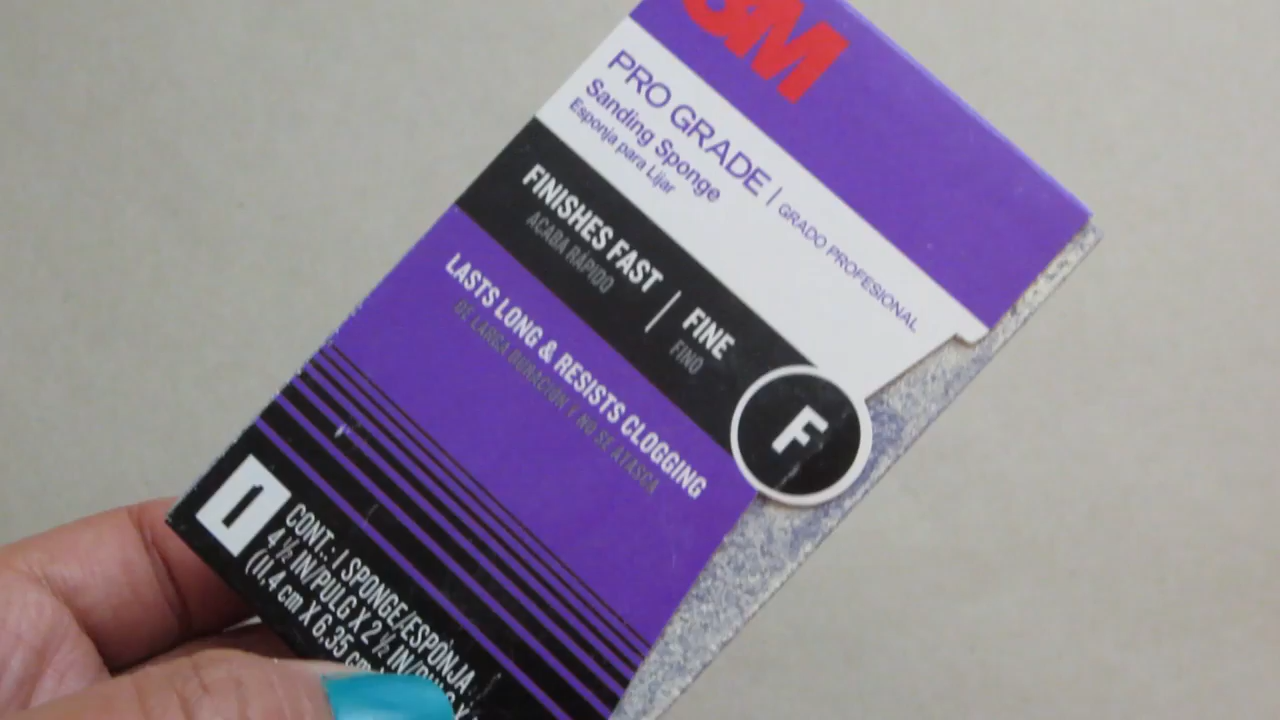 3M
PRO GRADE | GRADO PROFESIONAL
Sanding Sponge
Esponja para Lijar
FINISHES FAST | FINE
ACABA RÁPIDO FINO
F
LASTS LONG & RESISTS CLOGGING
DE LARGA DURACIÓN Y NO SE ATASCA
1
CONT.: 1 SPONGE/ESPONJA
4 ½ IN/PULG X 2 ½ IN/
(11,4 cm X 6,35 cm X